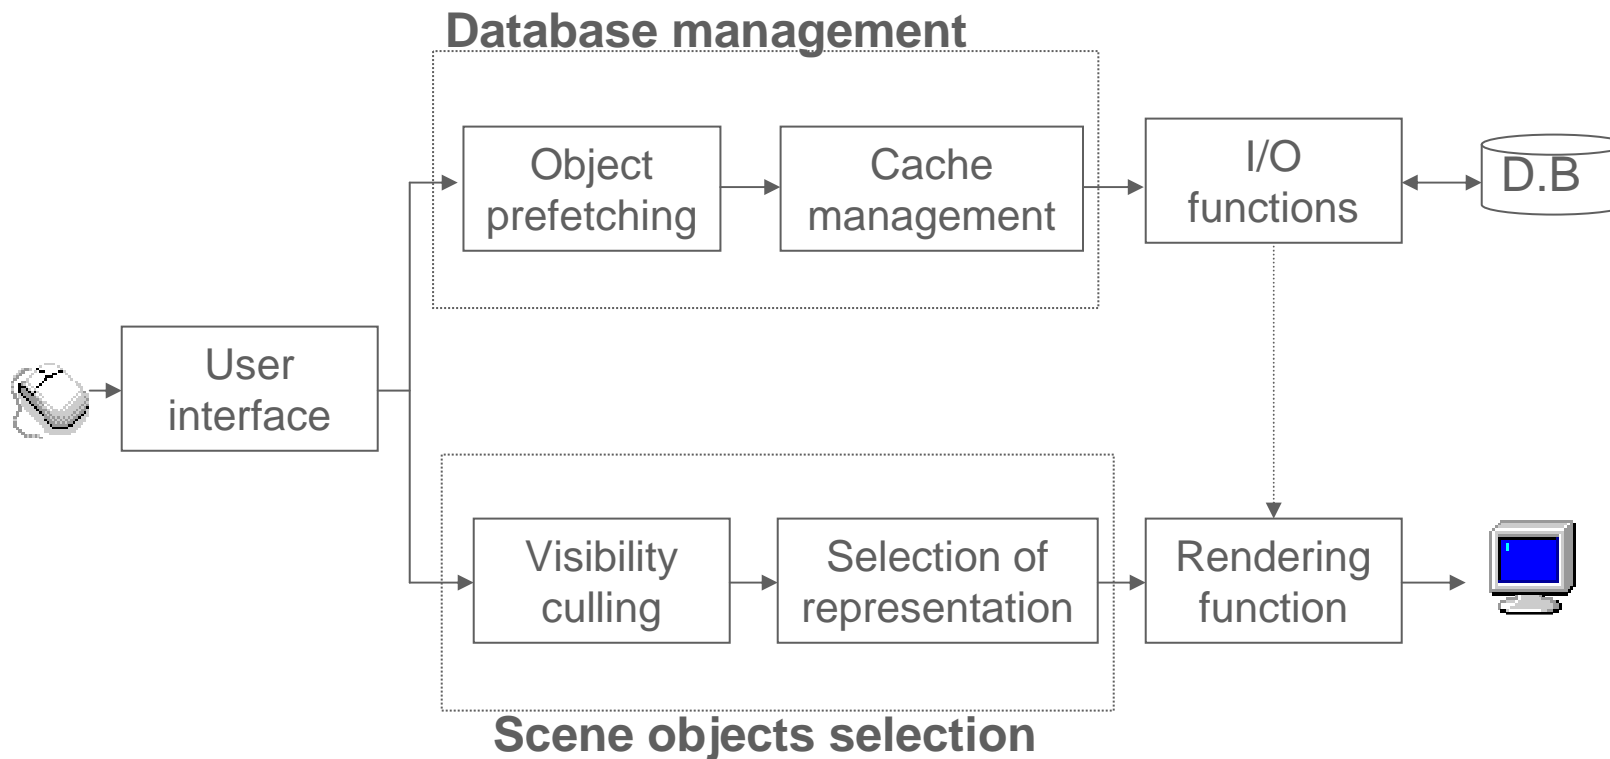 Database management
Object
prefetching
Cache
management
I/O
functions
D.B
User
interface
Visibility
culling
Selection of
representation
Rendering
function
Scene objects selection